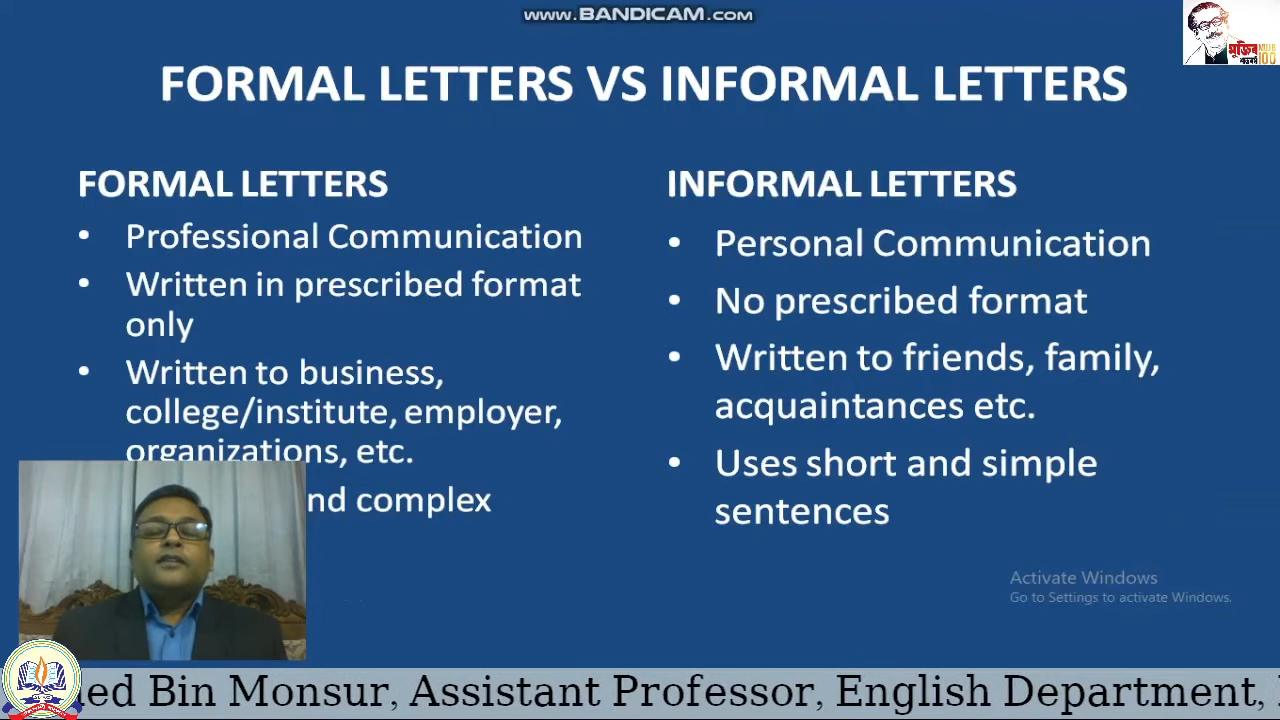 www.BANDICAM.com
মুজিব
MUJIB
শতবর্ষ
100
FORMAL LETTERS VS INFORMAL LETTERS
FORMAL LETTERS
• Professional Communication
• Written in prescribed format
only
• Written to business,
college/institute, employer,
organizations, etc.
complex
INFORMAL LETTERS
• Personal Communication
• No prescribed format
• Written to friends, family,
acquaintances etc.
• Uses short and simple
sentences
Activate Windows
Go to Settings to activate Windows.
Bin Monsur, Assistant Professor, English Department,